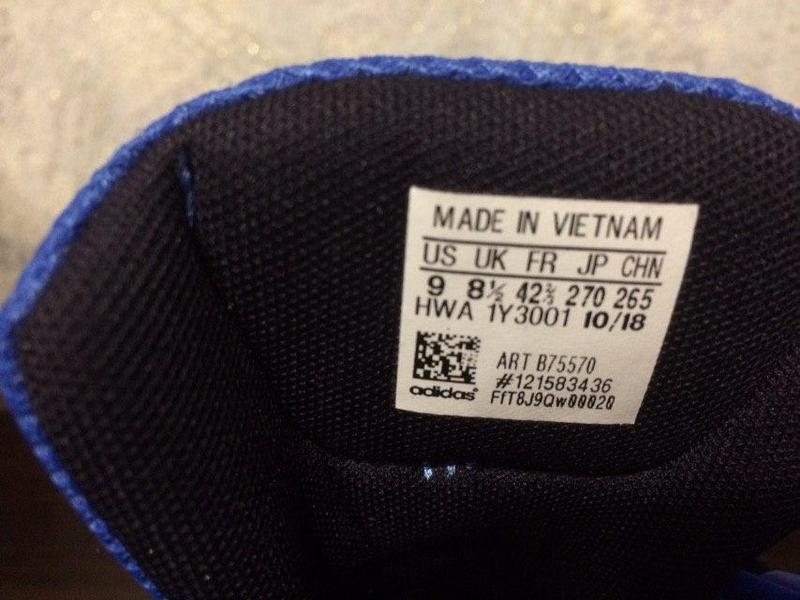 MADE IN VIETNAM
US UK FR JP CHN
9 8½ 42⅔ 270 265
HWA 1Y3001 10/18
ART B75570
#121583436
adidas
FfT8J9Qw00020